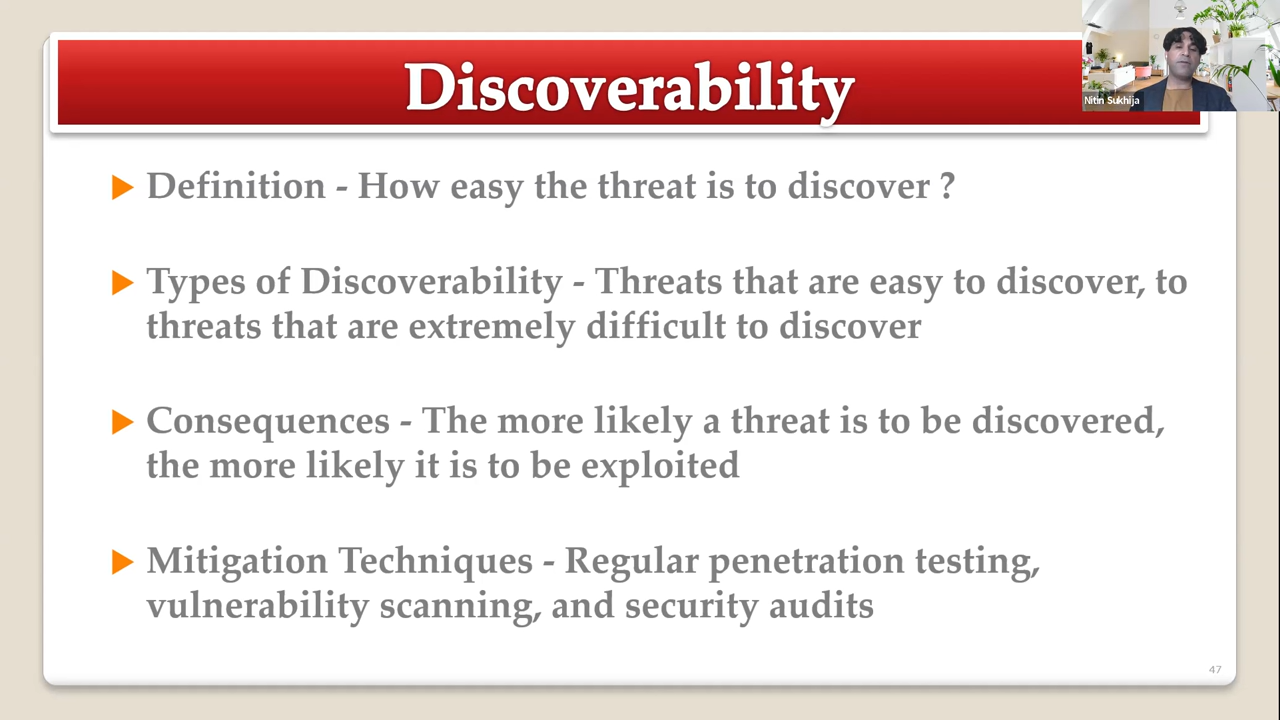 Discoverability
Nitin Sukhija
Definition - How easy the threat is to discover ?
Types of Discoverability - Threats that are easy to discover, to
threats that are extremely difficult to discover
Consequences - The more likely a threat is to be discovered,
the more likely it is to be exploited
Mitigation Techniques - Regular penetration testing,
vulnerability scanning, and security audits
47